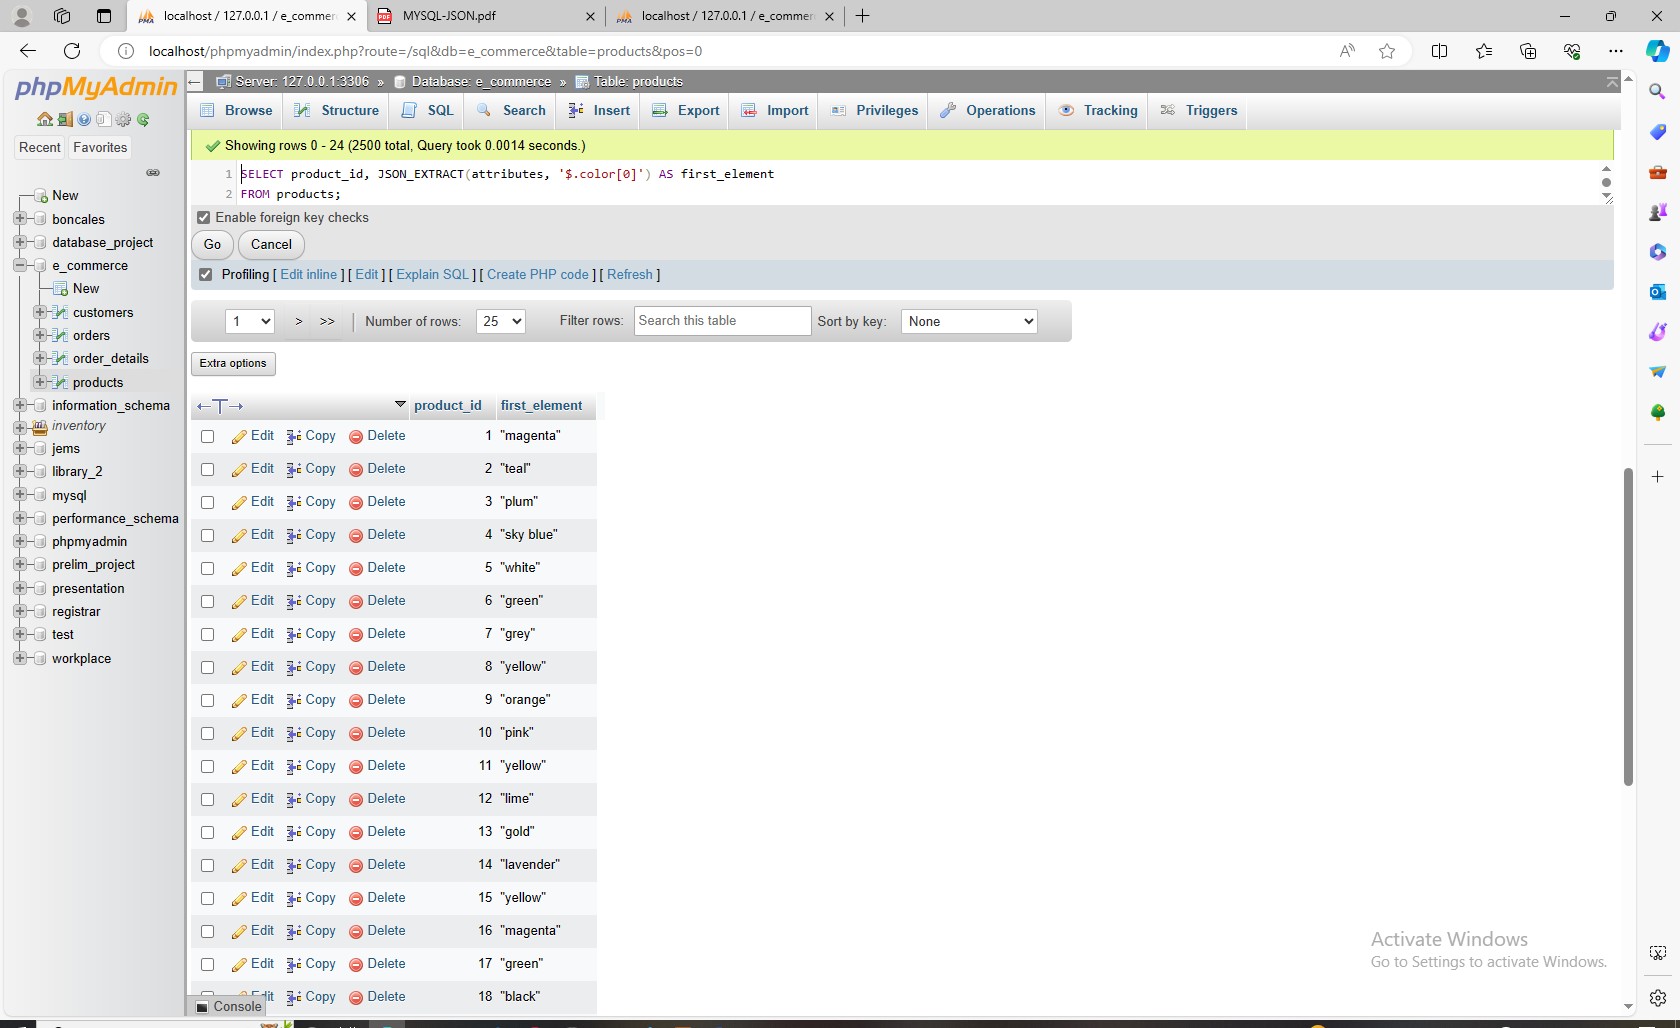 localhost / 127.0.0.1 / e_commer
MYSQL-JSON.pdf
localhost / 127.0.0.1 / e_commer
localhost/phpmyadmin/index.php?route=/sql&db=e_commerce&table=products&pos=0
phpMyAdmin
Recent Favorites
New
boncales
database_project
e_commerce
New
customers
orders
order_details
products
information_schema
inventory
jems
library_2
mysql
performance_schema
phpmyadmin
prelim_project
presentation
registrar
test
workplace
Server: 127.0.0.1:3306 » Database: e_commerce » Table: products
Browse Structure SQL Search Insert Export Import Privileges Operations Tracking Triggers
Showing rows 0 - 24 (2500 total, Query took 0.0014 seconds.)
1 SELECT product_id, JSON_EXTRACT(attributes, '$.color[0]') AS first_element
2 FROM products;
Enable foreign key checks
Go Cancel
Profiling [ Edit inline ] [ Edit ] [ Explain SQL ] [ Create PHP code ] [ Refresh ]
1 > >> Number of rows: 25 Filter rows: Search this table Sort by key: None
Extra options
product_id first_element
Edit Copy Delete 1 "magenta"
Edit Copy Delete 2 "teal"
Edit Copy Delete 3 "plum"
Edit Copy Delete 4 "sky blue"
Edit Copy Delete 5 "white"
Edit Copy Delete 6 "green"
Edit Copy Delete 7 "grey"
Edit Copy Delete 8 "yellow"
Edit Copy Delete 9 "orange"
Edit Copy Delete 10 "pink"
Edit Copy Delete 11 "yellow"
Edit Copy Delete 12 "lime"
Edit Copy Delete 13 "gold"
Edit Copy Delete 14 "lavender"
Edit Copy Delete 15 "yellow"
Edit Copy Delete 16 "magenta"
Edit Copy Delete 17 "green"
Copy Delete 18 "black"
Console
Activate Windows
Go to Settings to activate Windows.